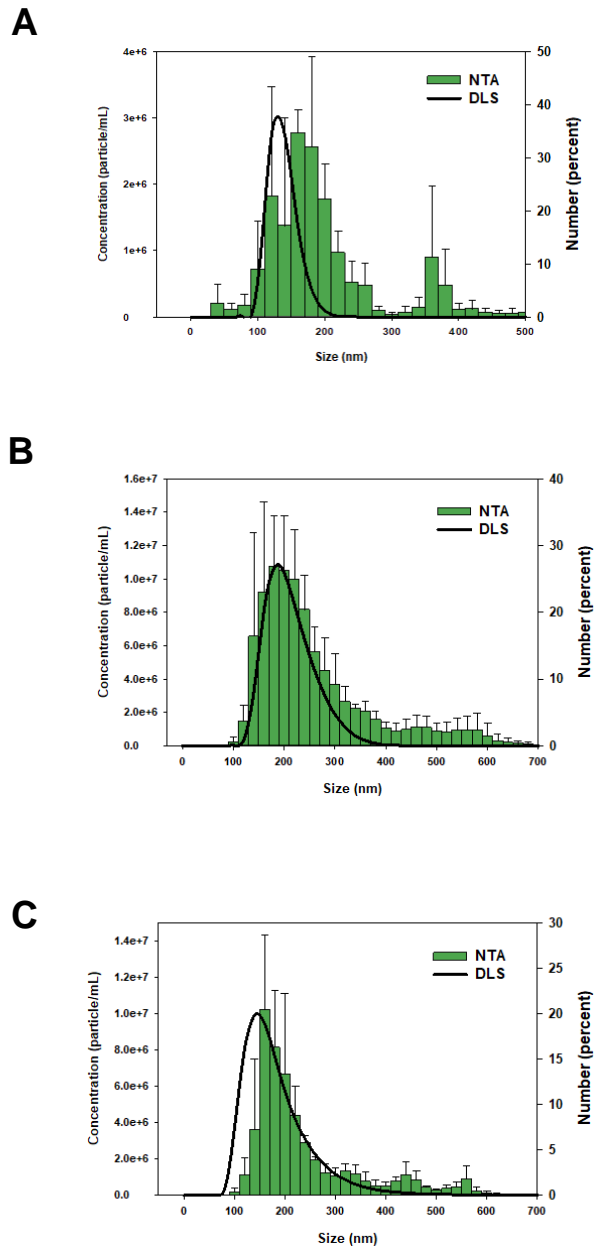 A
4e+6
3e+6
2e+6
1e+6
0
Concentration (particle/mL)
50
40
30
20
10
0
Number (percent)
NTA
DLS
0 100 200 300 400 500
Size (nm)
B
1.6e+7
1.4e+7
1.2e+7
1.0e+7
8.0e+6
6.0e+6
4.0e+6
2.0e+6
0.0
Concentration (particle/mL)
40
30
20
10
0
Number (percent)
NTA
DLS
0 100 200 300 400 500 600 700
Size (nm)
C
1.4e+7
1.2e+7
1.0e+7
8.0e+6
6.0e+6
4.0e+6
2.0e+6
0.0
Concentration (particle/mL)
30
25
20
15
10
5
0
Number (percent)
NTA
DLS
0 100 200 300 400 500 600 700
Size (nm)